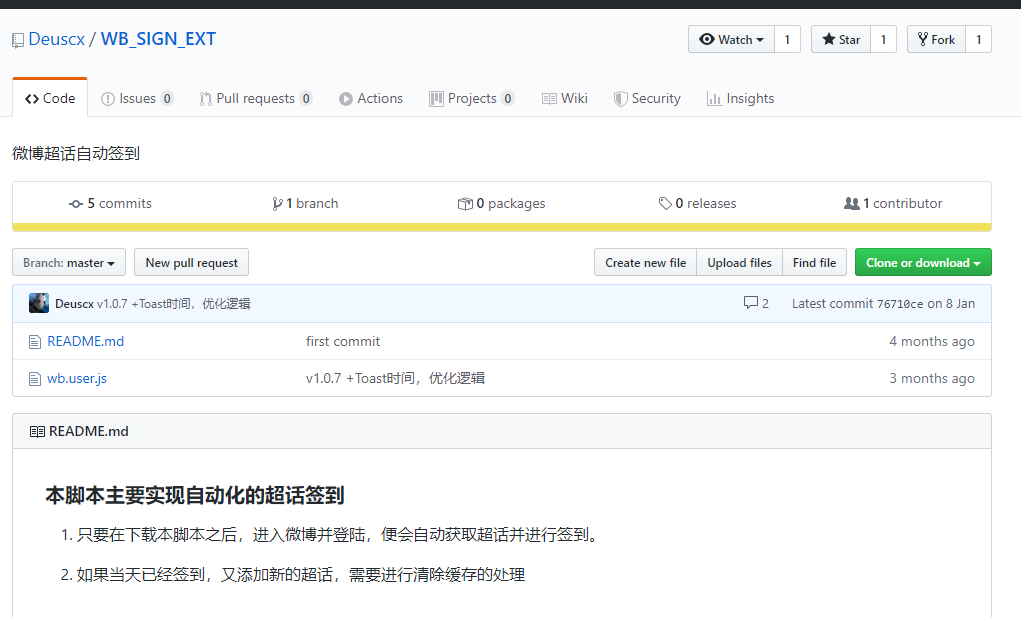 Deuscx / WB_SIGN_EXT
Watch 1 Star 1 Fork 1
Code Issues 0 Pull requests 0 Actions Projects 0 Wiki Security Insights
微博超话自动签到
5 commits 1 branch 0 packages 0 releases 1 contributor
Branch: master New pull request Create new file Upload files Find file Clone or download
Deuscx v1.0.7 +Toast时间，优化逻辑 2 Latest commit 76710ce on 8 Jan
README.md first commit 4 months ago
wb.user.js v1.0.7 +Toast时间，优化逻辑 3 months ago
README.md
本脚本主要实现自动化的超话签到
1. 只要在下载本脚本之后，进入微博并登陆，便会自动获取超话并进行签到。
2. 如果当天已经签到，又添加新的超话，需要进行清除缓存的处理